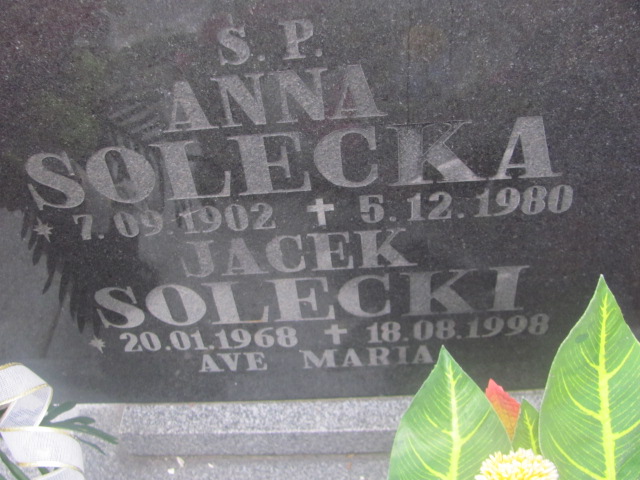 Ś.P.
ANNA
SOLECKA
* 7.09.1902 ✝ 5.12.1980
JACEK
SOLECKI
* 20.01.1968 ✝ 18.08.1998
AVE MARIA